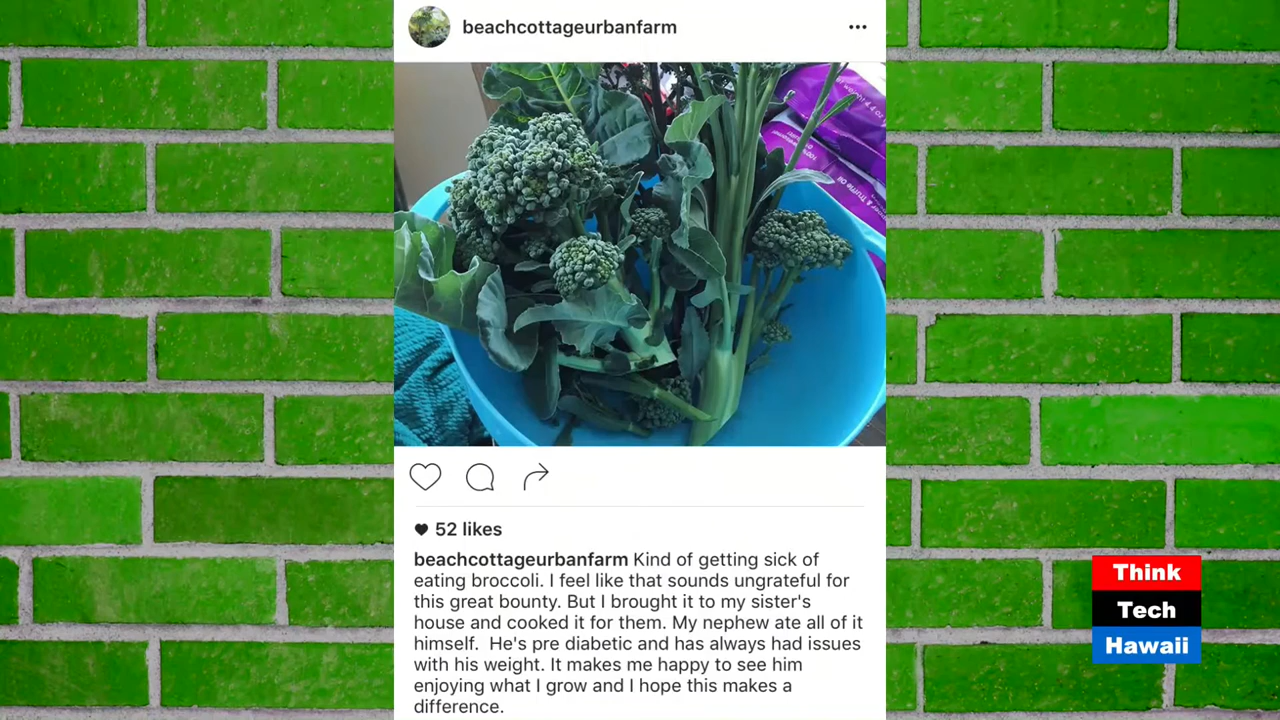 beachcottageurbanfarm
52 likes
beachcottageurbanfarm Kind of getting sick of
eating broccoli. I feel like that sounds ungrateful for
this great bounty. But I brought it to my sister's
house and cooked it for them. My nephew ate all of it
himself.  He's pre diabetic and has always had issues
with his weight. It makes me happy to see him
enjoying what I grow and I hope this makes a
difference.
Think
Tech
Hawaii